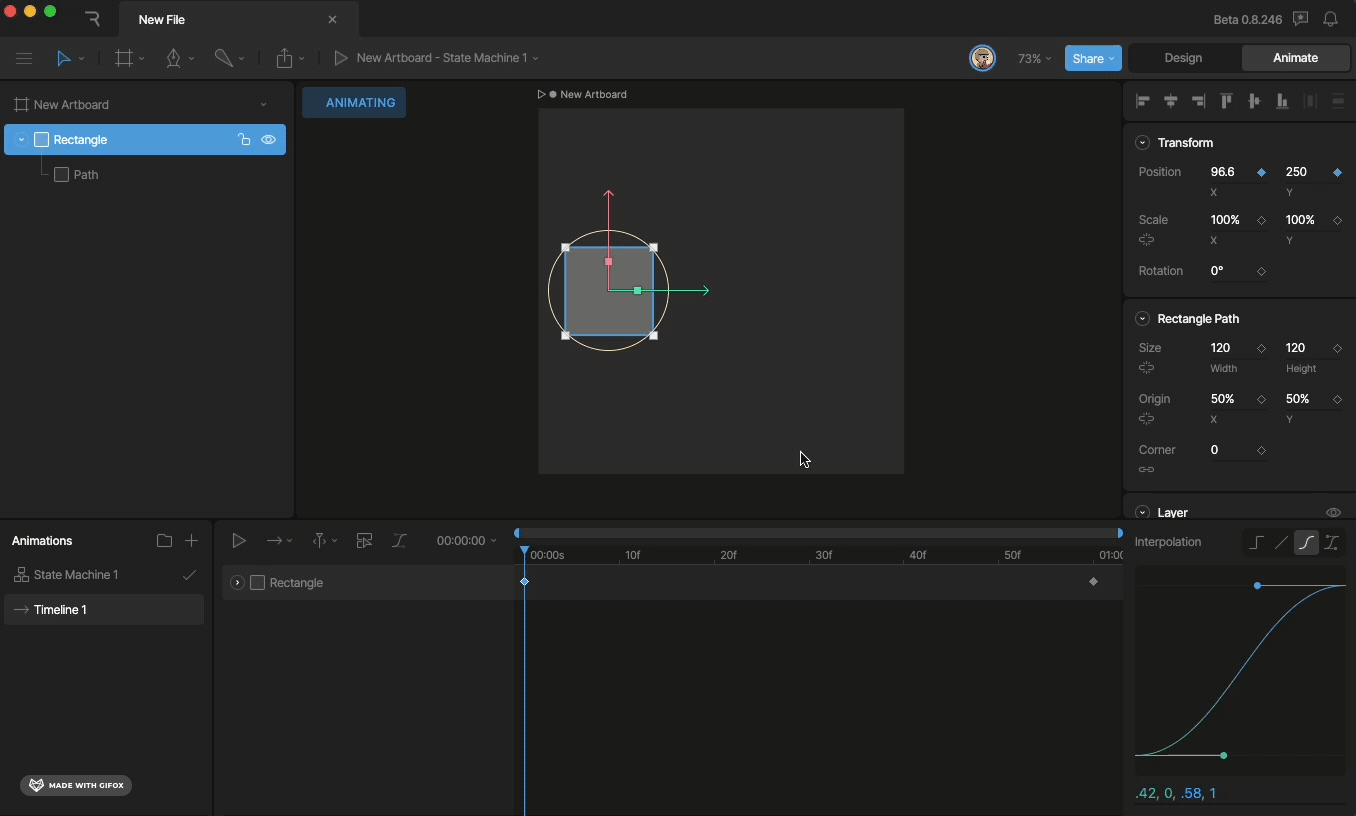 New File
Beta 0.8.246
New Artboard - State Machine 1
73%
Share
Design
Animate
New Artboard
Rectangle
Path
ANIMATING
New Artboard
Transform
Position 96.6 250
X Y
Scale 100% 100%
X Y
Rotation 0°
Rectangle Path
Size 120 120
Width Height
Origin 50% 50%
X Y
Corner 0
Layer
Animations
State Machine 1
Timeline 1
00:00:00
00:00s 10f 20f 30f 40f 50f 01:00
Rectangle
Interpolation
.42, 0, .58, 1
MADE WITH GIFOX